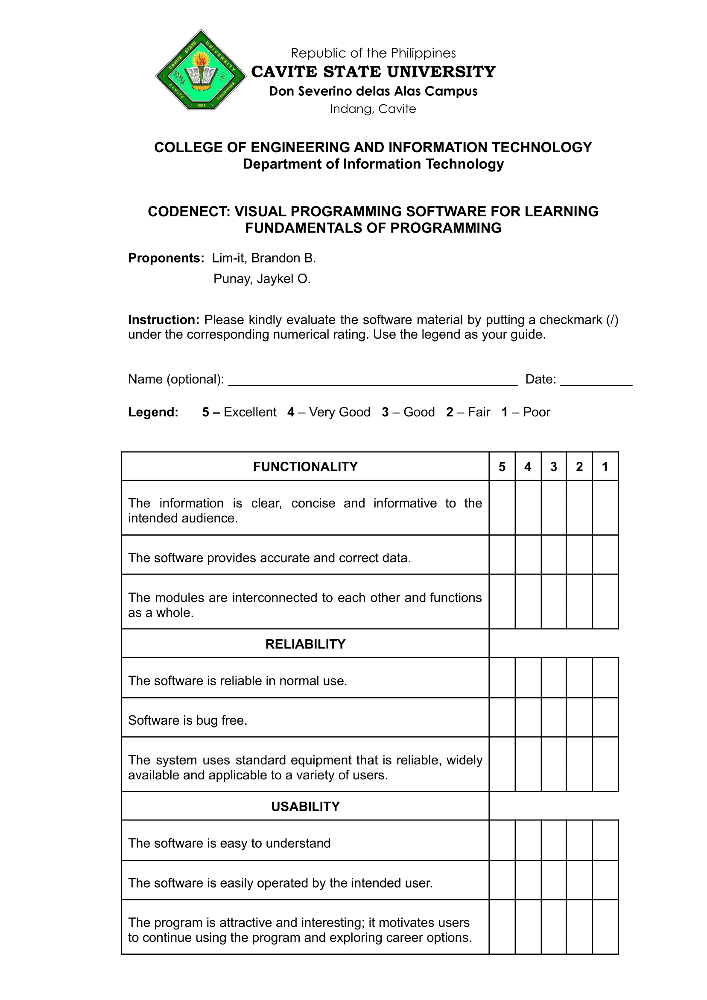 CAVITE STATE UNIVERSITY
CAVITE PHILIPPINES
1906
Republic of the Philippines
CAVITE STATE UNIVERSITY
Don Severino delas Alas Campus
Indang, Cavite
COLLEGE OF ENGINEERING AND INFORMATION TECHNOLOGY
Department of Information Technology
CODENECT: VISUAL PROGRAMMING SOFTWARE FOR LEARNING
FUNDAMENTALS OF PROGRAMMING
Proponents: Lim-it, Brandon B.
Punay, Jaykel O.
Instruction: Please kindly evaluate the software material by putting a checkmark (/)
under the corresponding numerical rating. Use the legend as your guide.
Name (optional): ________________________________________ Date: __________
Legend: 5 – Excellent 4 – Very Good 3 – Good 2 – Fair 1 – Poor
FUNCTIONALITY 5 4 3 2 1
The information is clear, concise and informative to the
intended audience.
The software provides accurate and correct data.
The modules are interconnected to each other and functions
as a whole.
RELIABILITY
The software is reliable in normal use.
Software is bug free.
The system uses standard equipment that is reliable, widely
available and applicable to a variety of users.
USABILITY
The software is easy to understand
The software is easily operated by the intended user.
The program is attractive and interesting; it motivates users
to continue using the program and exploring career options.